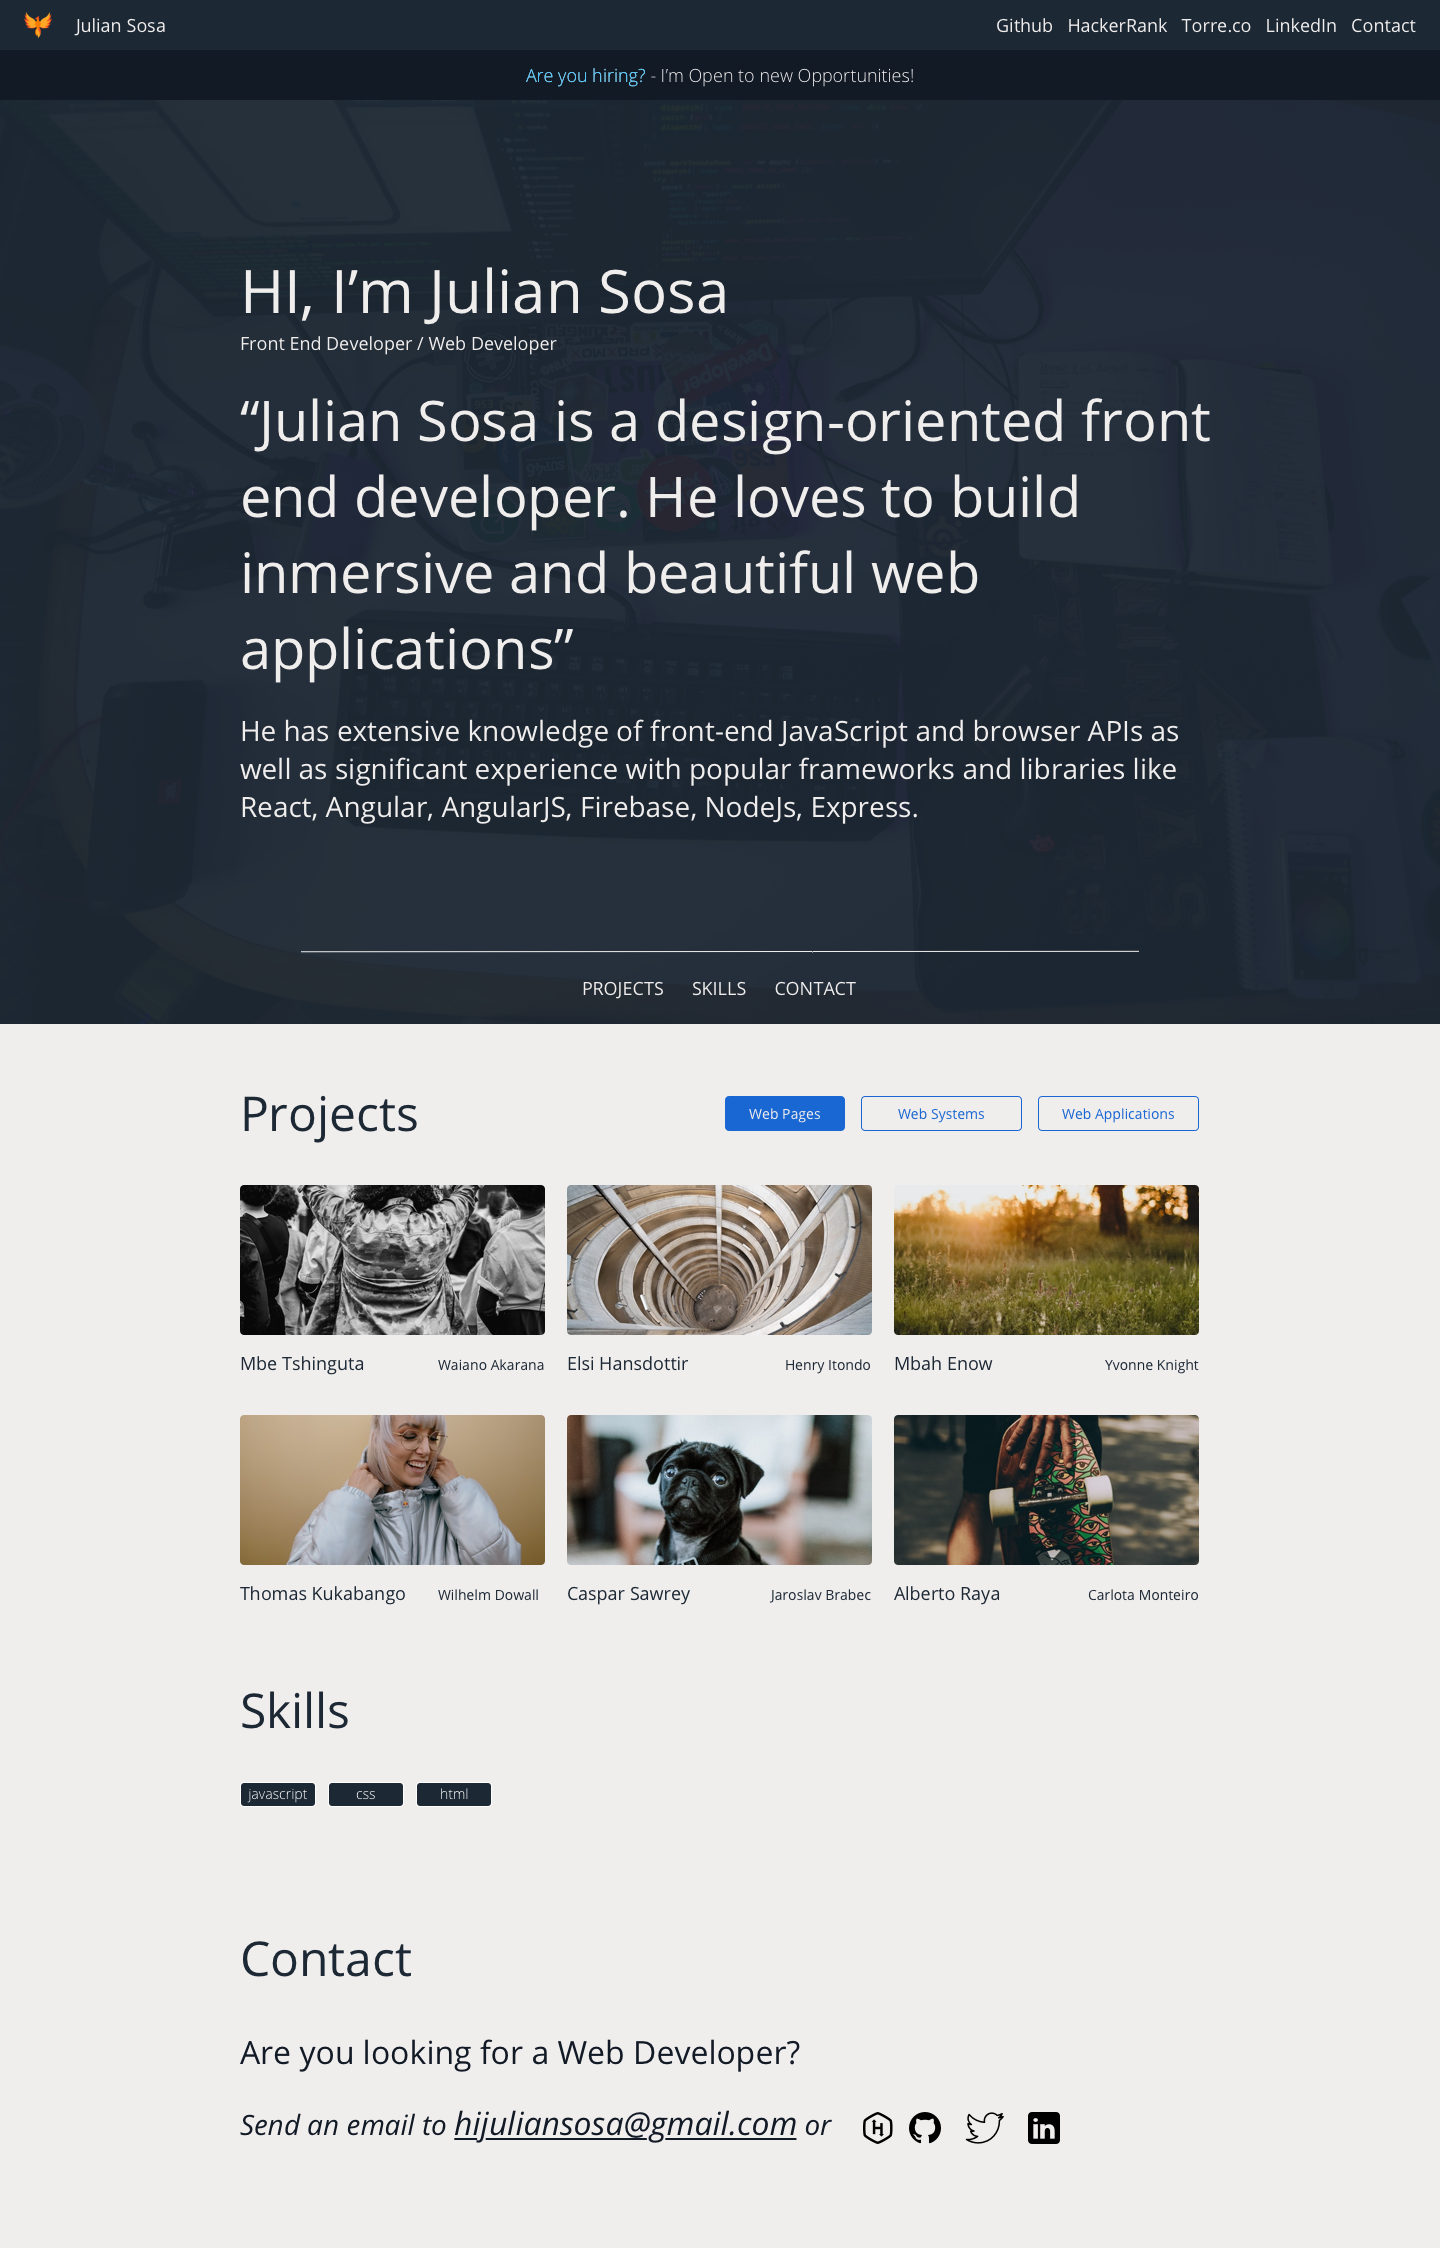 Julian Sosa
Github HackerRank Torre.co LinkedIn Contact
Are you hiring? - I’m Open to new Opportunities!
HI, I’m Julian Sosa
Front End Developer / Web Developer
“Julian Sosa is a design-oriented front
end developer. He loves to build
inmersive and beautiful web
applications”
He has extensive knowledge of front-end JavaScript and browser APIs as
well as significant experience with popular frameworks and libraries like
React, Angular, AngularJS, Firebase, NodeJs, Express.
PROJECTS SKILLS CONTACT
Projects
Web Pages Web Systems Web Applications
Mbe Tshinguta Waiano Akarana
Elsi Hansdottir Henry Itondo
Mbah Enow Yvonne Knight
Thomas Kukabango Wilhelm Dowall
Caspar Sawrey Jaroslav Brabec
Alberto Raya Carlota Monteiro
Skills
javascript css html
Contact
Are you looking for a Web Developer?
Send an email to hijuliansosa@gmail.com or